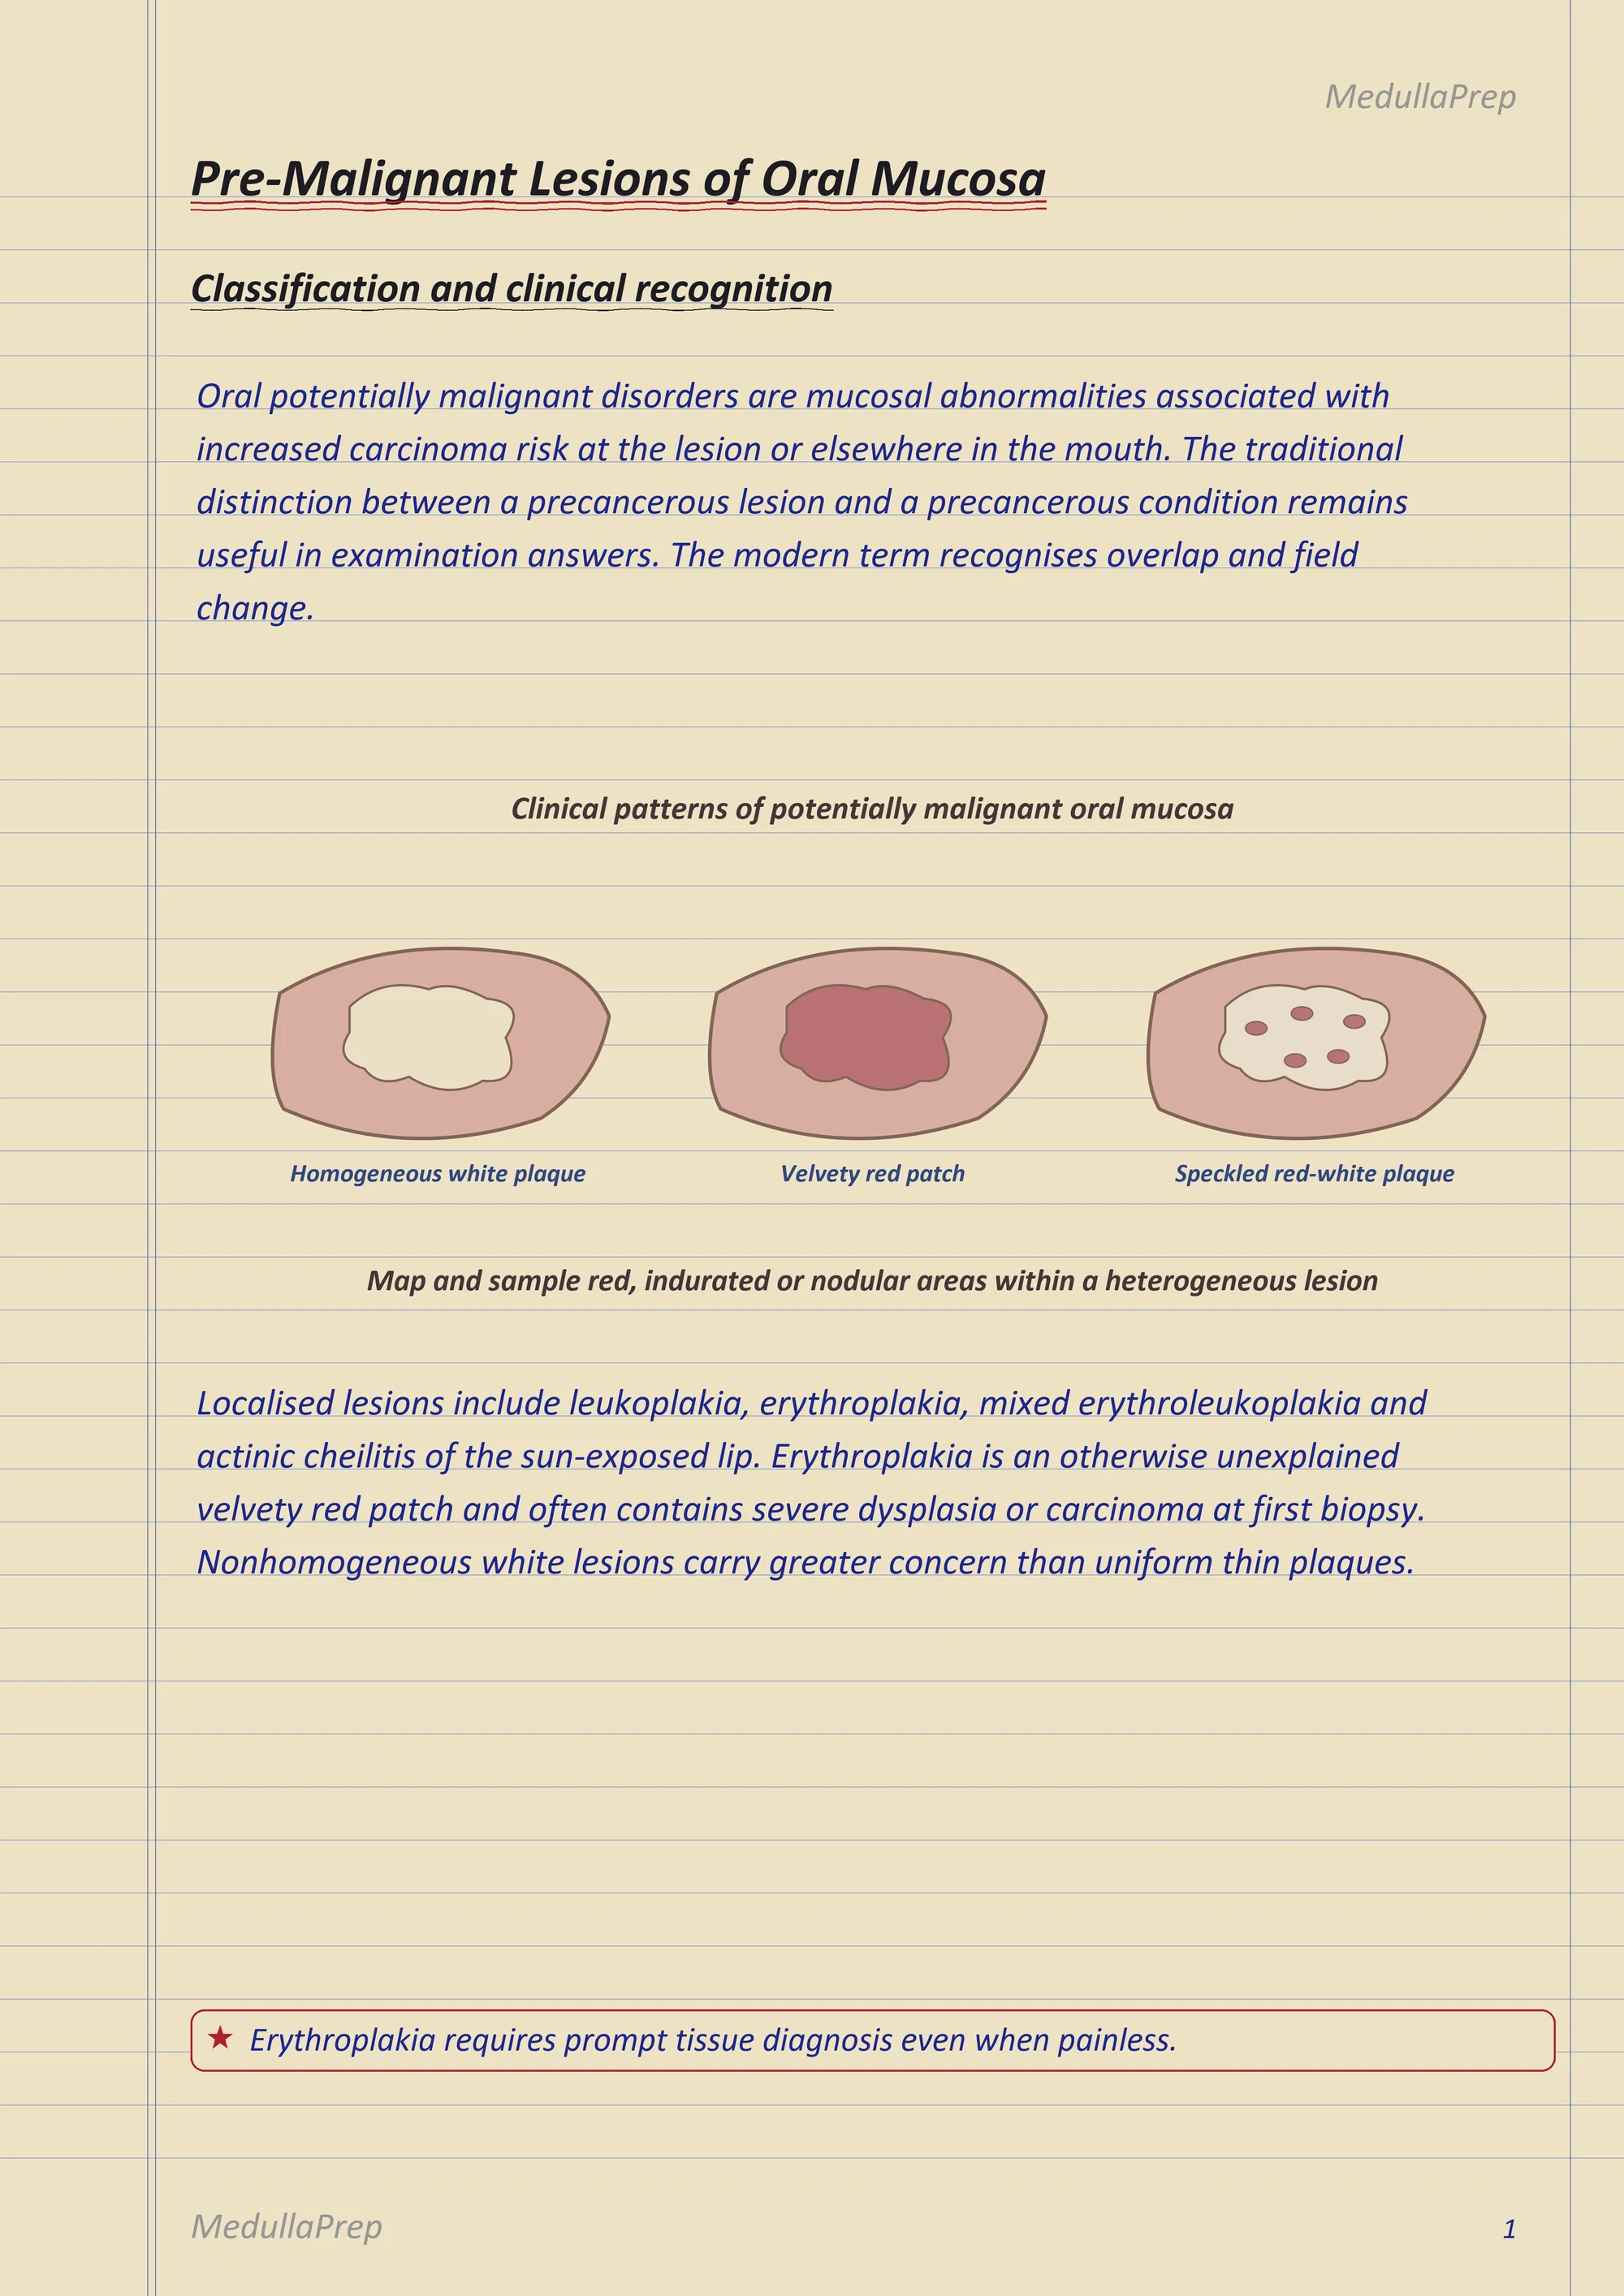 MedullaPrep
Pre-Malignant Lesions of Oral Mucosa
Classification and clinical recognition
Oral potentially malignant disorders are mucosal abnormalities associated with
increased carcinoma risk at the lesion or elsewhere in the mouth. The traditional
distinction between a precancerous lesion and a precancerous condition remains
useful in examination answers. The modern term recognises overlap and field
change.
Clinical patterns of potentially malignant oral mucosa
Homogeneous white plaque
Velvety red patch
Speckled red-white plaque
Map and sample red, indurated or nodular areas within a heterogeneous lesion
Localised lesions include leukoplakia, erythroplakia, mixed erythroleukoplakia and
actinic cheilitis of the sun-exposed lip. Erythroplakia is an otherwise unexplained
velvety red patch and often contains severe dysplasia or carcinoma at first biopsy.
Nonhomogeneous white lesions carry greater concern than uniform thin plaques.
★ Erythroplakia requires prompt tissue diagnosis even when painless.
MedullaPrep
1